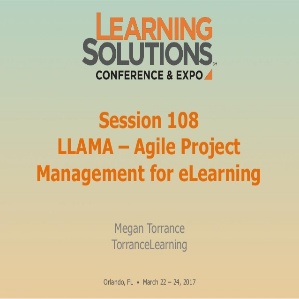 LEARNING
SOLUTIONS
CONFERENCE & EXPO
Session 108
LLAMA – Agile Project
Management for eLearning
Megan Torrance
TorranceLearning
Orlando, FL • March 22 – 24, 2017